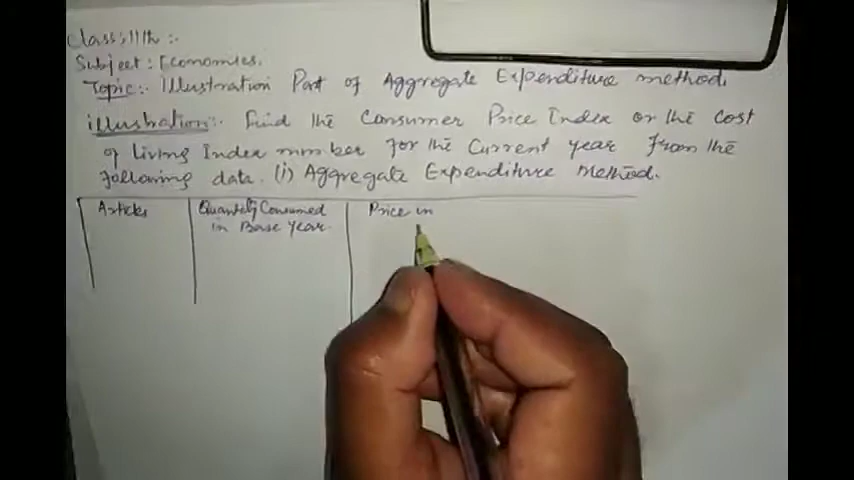 Class: 11th :-
Subject : Economics.
Topic:- Illustration Part of Aggregate Expenditure method.
illustration:- Find the Consumer Price Index or the cost
of Living Index number for the Current year from the
following data. (i) Aggregate Expenditure Method.
Articles Quantity Consumed Price in
in Base Year.